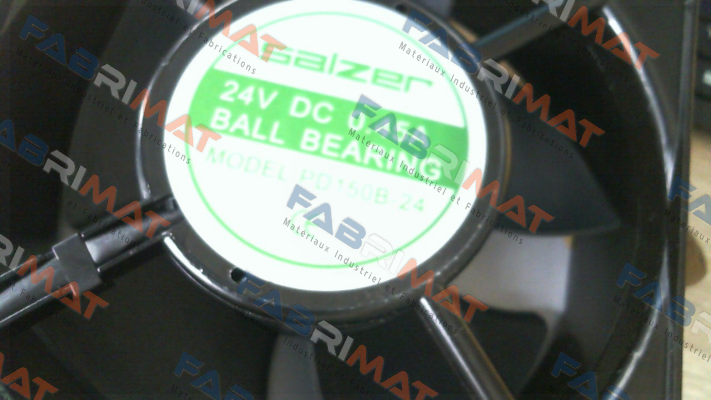 salzer
24V DC
BALL BEARING
MODEL PD150B 24
FABRIMAT
Materiaux Industriel et Fabrications